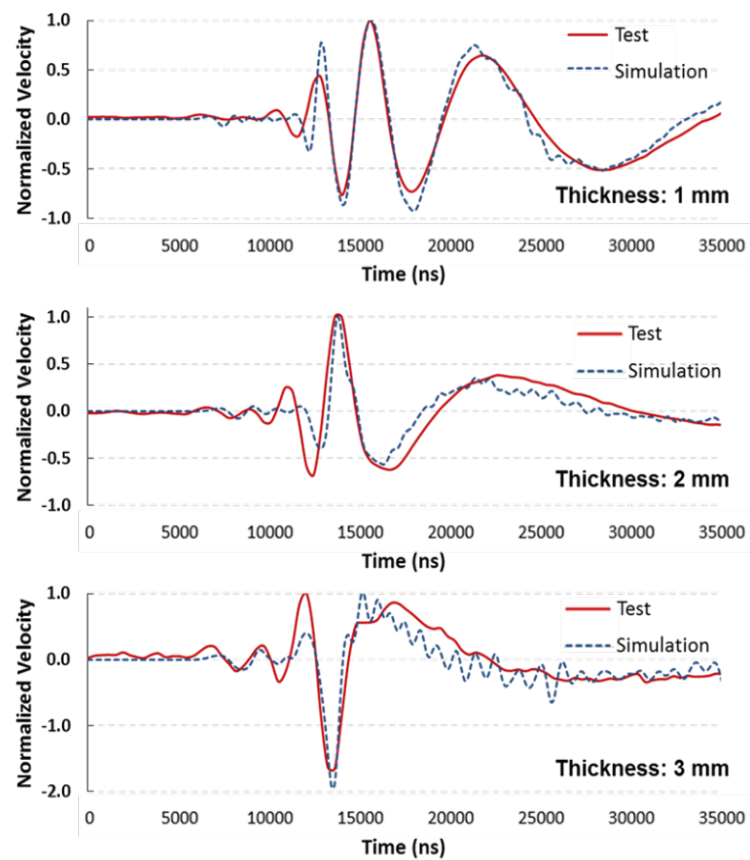 Normalized Velocity
1.0
0.5
0.0
-0.5
-1.0
Test
Simulation
Thickness: 1 mm
0 5000 10000 15000 20000 25000 30000 35000
Time (ns)
Normalized Velocity
1.0
0.5
0.0
-0.5
-1.0
Test
Simulation
Thickness: 2 mm
0 5000 10000 15000 20000 25000 30000 35000
Time (ns)
Normalized Velocity
1.0
0.0
-1.0
-2.0
Test
Simulation
Thickness: 3 mm
0 5000 10000 15000 20000 25000 30000 35000
Time (ns)